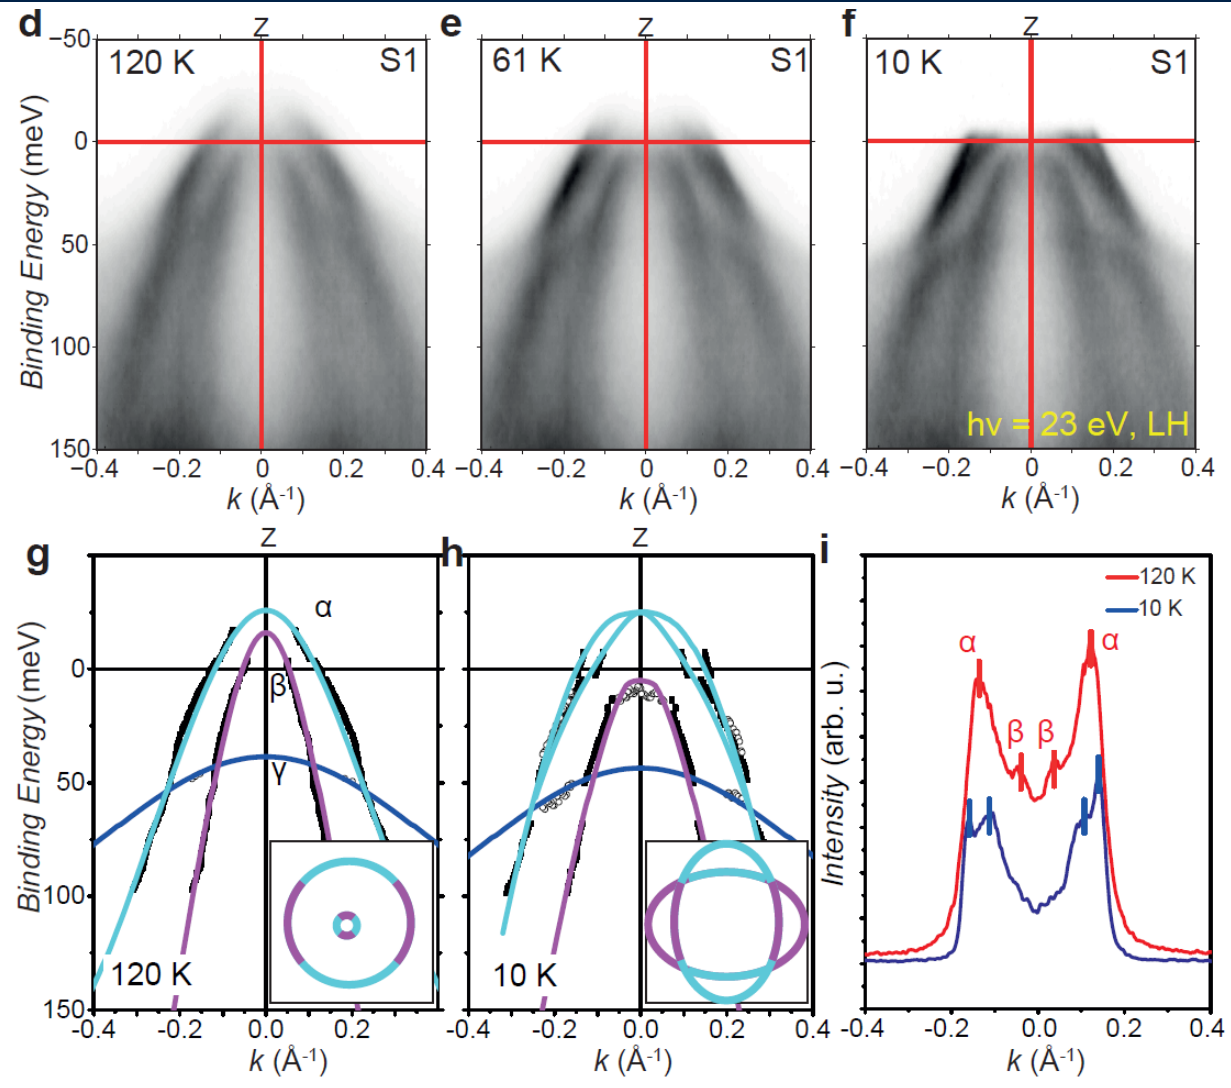 d
120 K
Z
S1
e
61 K
Z
S1
f
10 K
Z
S1
hν = 23 eV, LH
Binding Energy (meV)
−50
0
50
100
150
−0.4 −0.2 0 0.2 0.4
−0.4 −0.2 0 0.2 0.4
−0.4 −0.2 0 0.2 0.4
k (Å-1)
k (Å-1)
k (Å-1)
g
Z
α
β
γ
120 K
h
Z
10 K
i
120 K
10 K
α
α
β
β
Binding Energy (meV)
0
50
100
150
Intensity (arb. u.)
-0.4 -0.2 0.0 0.2
-0.4 -0.2 0.0 0.2 0.4
-0.4 -0.2 0.0 0.2 0.4
k (Å-1)
k (Å-1)
k (Å-1)